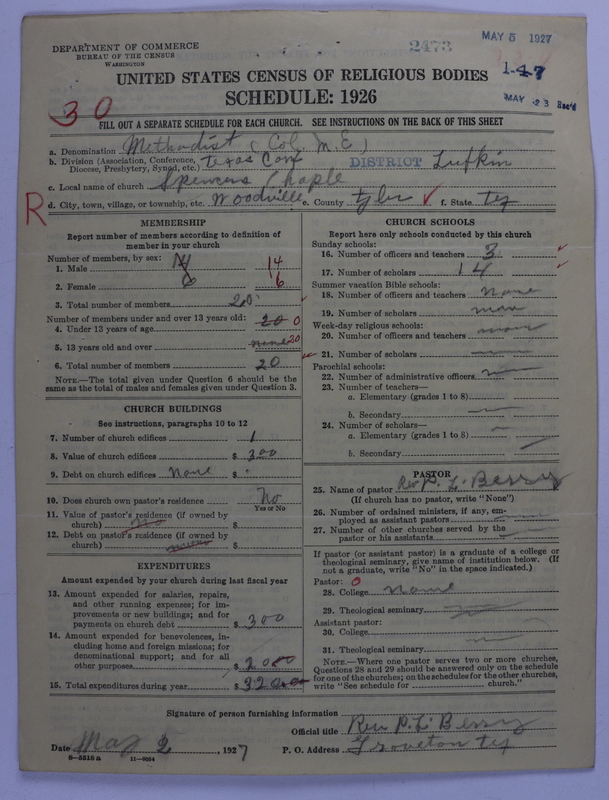 DEPARTMENT OF COMMERCE
BUREAU OF THE CENSUS
WASHINGTON
2473
MAY 5 1927
1-47
MAY 23 Rec'd
UNITED STATES CENSUS OF RELIGIOUS BODIES
SCHEDULE: 1926
30
FILL OUT A SEPARATE SCHEDULE FOR EACH CHURCH. SEE INSTRUCTIONS ON THE BACK OF THIS SHEET
a. Denomination Methodist (Col. M. E.)
b. Division (Association, Conference, Diocese, Presbytery, Synod, etc.) Texas Conf DISTRICT Lufkin
c. Local name of church Spencers Chaple
R
d. City, town, village, or township, etc. Woodville e. County Tyler f. State Tex
MEMBERSHIP
Report number of members according to definition of
member in your church
Number of members, by sex:
1. Male 14
2. Female 6
3. Total number of members 20
Number of members under and over 13 years old:
4. Under 13 years of age 20 0
5. 13 years old and over none 20
6. Total number of members 20
NOTE.—The total given under Question 6 should be the
same as the total of males and females given under Question 3.
CHURCH BUILDINGS
See instructions, paragraphs 10 to 12
7. Number of church edifices 1
8. Value of church edifices $ 300
9. Debt on church edifices None $
10. Does church own pastor's residence No
Yes or No
11. Value of pastor's residence (if owned by
church) No $
12. Debt on pastor's residence (if owned by
church) $
EXPENDITURES
Amount expended by your church during last fiscal year
13. Amount expended for salaries, repairs,
and other running expenses; for im-
provements or new buildings; and for
payments on church debt $ 300
14. Amount expended for benevolences, in-
cluding home and foreign missions; for
denominational support; and for all
other purposes $ 20
15. Total expenditures during year $ 320
CHURCH SCHOOLS
Report here only schools conducted by this church
Sunday schools:
16. Number of officers and teachers 3
17. Number of scholars 14
Summer vacation Bible schools:
18. Number of officers and teachers None
19. Number of scholars
Week-day religious schools:
20. Number of officers and teachers
21. Number of scholars
Parochial schools:
22. Number of administrative officers
23. Number of teachers—
a. Elementary (grades 1 to 8)
b. Secondary
24. Number of scholars—
a. Elementary (grades 1 to 8)
b. Secondary
PASTOR
25. Name of pastor Rev P. L. Berry
(If church has no pastor, write "None")
26. Number of ordained ministers, if any, em-
ployed as assistant pastors
27. Number of other churches served by the
pastor or his assistants
If pastor (or assistant pastor) is a graduate of a college or
theological seminary, give name of institution below. (If
not a graduate, write "No" in the space indicated.)
Pastor: 0
28. College None
29. Theological seminary
Assistant pastor:
30. College
31. Theological seminary
NOTE.—Where one pastor serves two or more churches,
Questions 28 and 29 should be answered only on the schedule
for one of the churches; on the schedules for the other churches,
write "See schedule for church."
Signature of person furnishing information
Official title Rev. P. L. Berry
Date May 2, 1927 P. O. Address Groveton Tex
8-5518a 11-9054